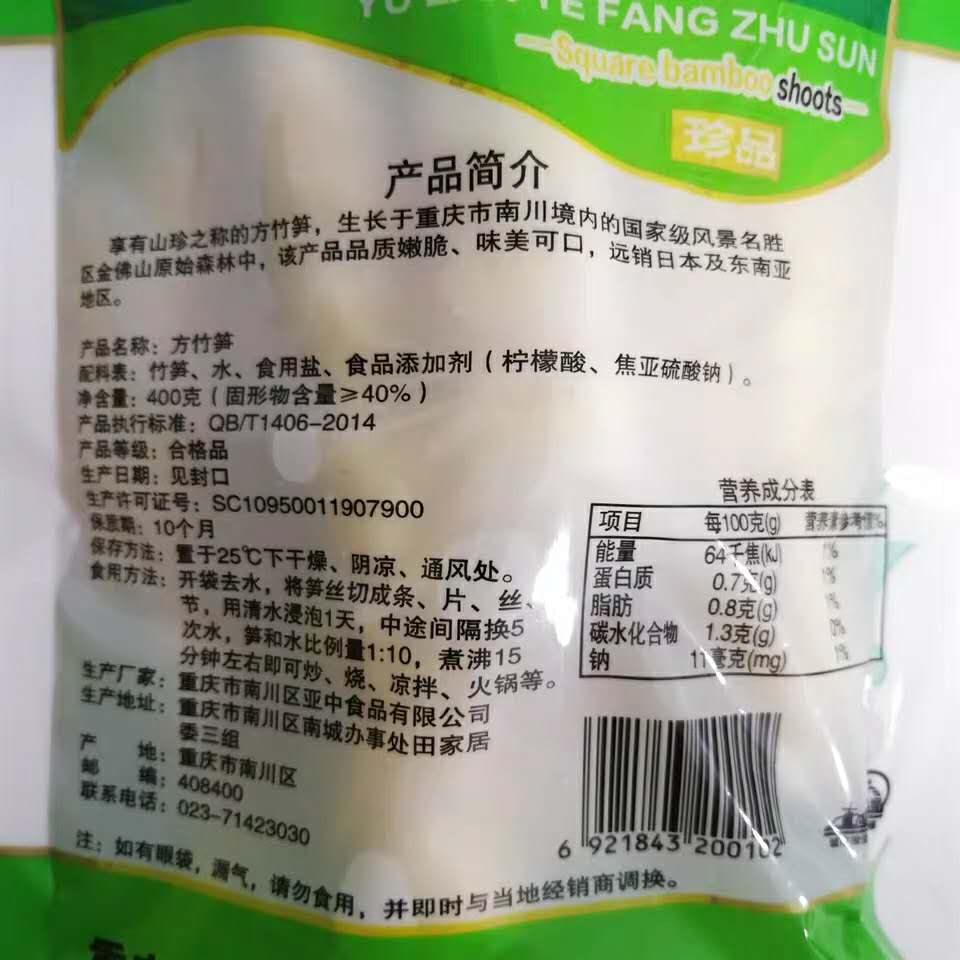 FANG ZHU SUN
Square bamboo shoots
珍品
产品简介
享有山珍之称的方竹笋，生长于重庆市南川境内的国家级风景名胜
区金佛山原始森林中，该产品品质嫩脆、味美可口，远销日本及东南亚
地区。
产品名称：方竹笋
配料表：竹笋、水、食用盐、食品添加剂（柠檬酸、焦亚硫酸钠）。
净含量：400克（固形物含量≥40%）
产品执行标准：QB/T1406-2014
产品等级：合格品
生产日期：见封口
生产许可证号：SC10950011907900
保质期：10个月
保存方法：置于25℃下干燥、阴凉、通风处。
食用方法：开袋去水，将笋丝切成条、片、丝、
节，用清水浸泡1天，中途间隔换5
次水，笋和水比例量1:10，煮沸15
分钟左右即可炒、烧、凉拌、火锅等。
生产厂家：重庆市南川区亚中食品有限公司
生产地址：重庆市南川区南城办事处田家居
委三组
产 地：重庆市南川区
邮 编：408400
联系电话：023-71423030
注：如有眼袋，漏气，请勿食用，并即时与当地经销商调换。
营养成分表
项目 每100克(g) 营养素参考值%
能量 64千焦(kJ) 1%
蛋白质 0.7克(g) 1%
脂肪 0.8克(g) 1%
碳水化合物 1.3克(g) 0%
钠 11毫克(mg) 1%
6 921843 200102